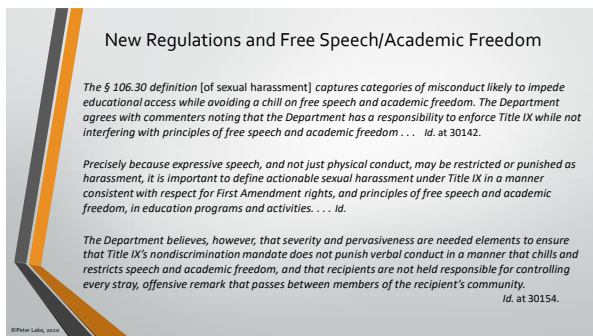 New Regulations and Free Speech/Academic Freedom
The § 106.30 definition [of sexual harassment] captures categories of misconduct likely to impede
educational access while avoiding a chill on free speech and academic freedom. The Department
agrees with commenters noting that the Department has a responsibility to enforce Title IX while not
interfering with principles of free speech and academic freedom . . .   Id. at 30142.
Precisely because expressive speech, and not just physical conduct, may be restricted or punished as
harassment, it is important to define actionable sexual harassment under Title IX in a manner
consistent with respect for First Amendment rights, and principles of free speech and academic
freedom, in education programs and activities. . . . Id.
The Department believes, however, that severity and pervasiveness are needed elements to ensure
that Title IX’s nondiscrimination mandate does not punish verbal conduct in a manner that chills and
restricts speech and academic freedom, and that recipients are not held responsible for controlling
every stray, offensive remark that passes between members of the recipient’s community.
Id. at 30154.
©Peter Lake, 2020